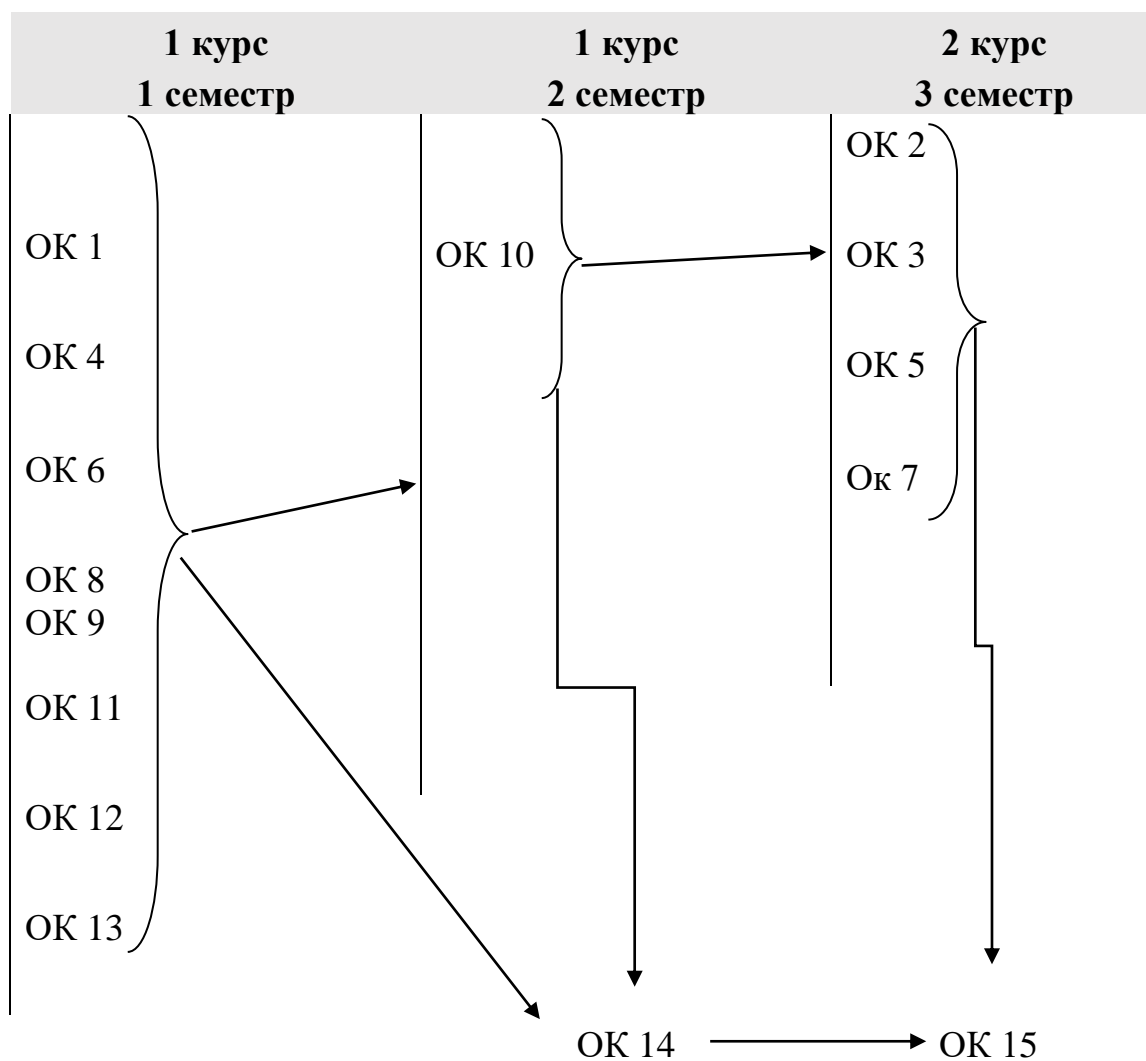 1 курс
1 семестр
1 курс
2 семестр
2 курс
3 семестр
ОК 1
ОК 4
ОК 6
ОК 8
ОК 9
ОК 11
ОК 12
ОК 13
ОК 10
ОК 2
ОК 3
ОК 5
Ок 7
ОК 14
ОК 15